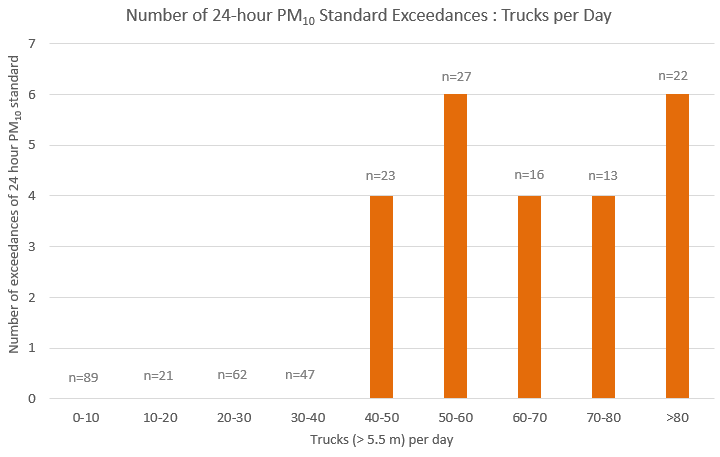 Number of 24-hour PM₁₀ Standard Exceedances : Trucks per Day
Number of exceedances of 24 hour PM₁₀ standard
7
6
5
4
3
2
1
0
n=89
n=21
n=62
n=47
n=23
n=27
n=16
n=13
n=22
0-10 10-20 20-30 30-40 40-50 50-60 60-70 70-80 >80
Trucks (> 5.5 m) per day